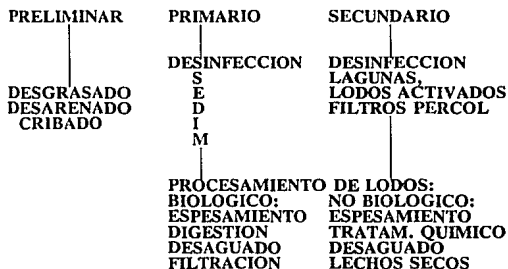 PRELIMINAR PRIMARIO SECUNDARIO
DESINFECCION DESINFECCION
S LAGUNAS,
DESGRASADO E LODOS ACTIVADOS
DESARENADO D FILTROS PERCOL
CRIBADO I
M
PROCESAMIENTO DE LODOS:
BIOLOGICO: NO BIOLOGICO:
ESPESAMIENTO ESPESAMIENTO
DIGESTION TRATAM. QUIMICO
DESAGUADO DESAGUADO
FILTRACION LECHOS SECOS